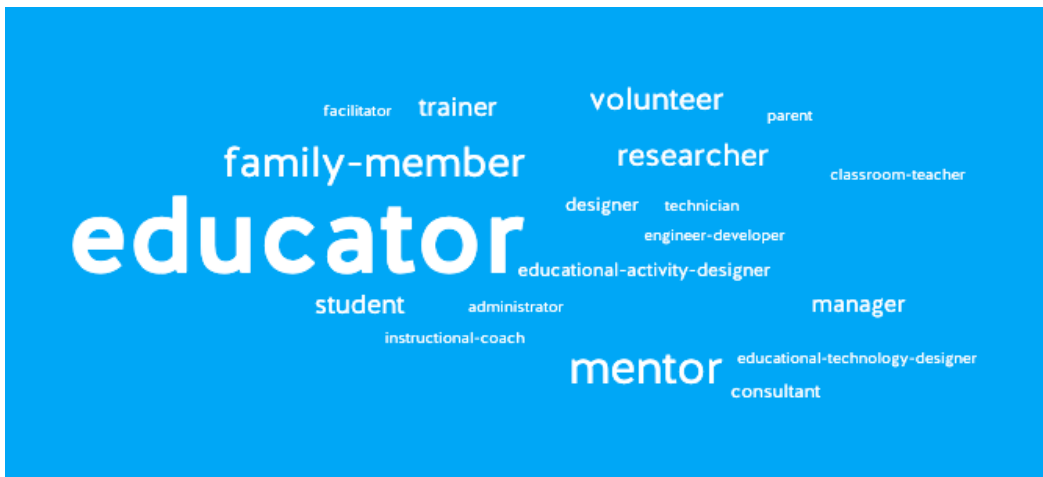 volunteer
facilitator trainer
parent
family-member researcher
classroom-teacher
designer technician
educator
engineer-developer
educational-activity-designer
student administrator manager
instructional-coach
mentor educational-technology-designer
consultant